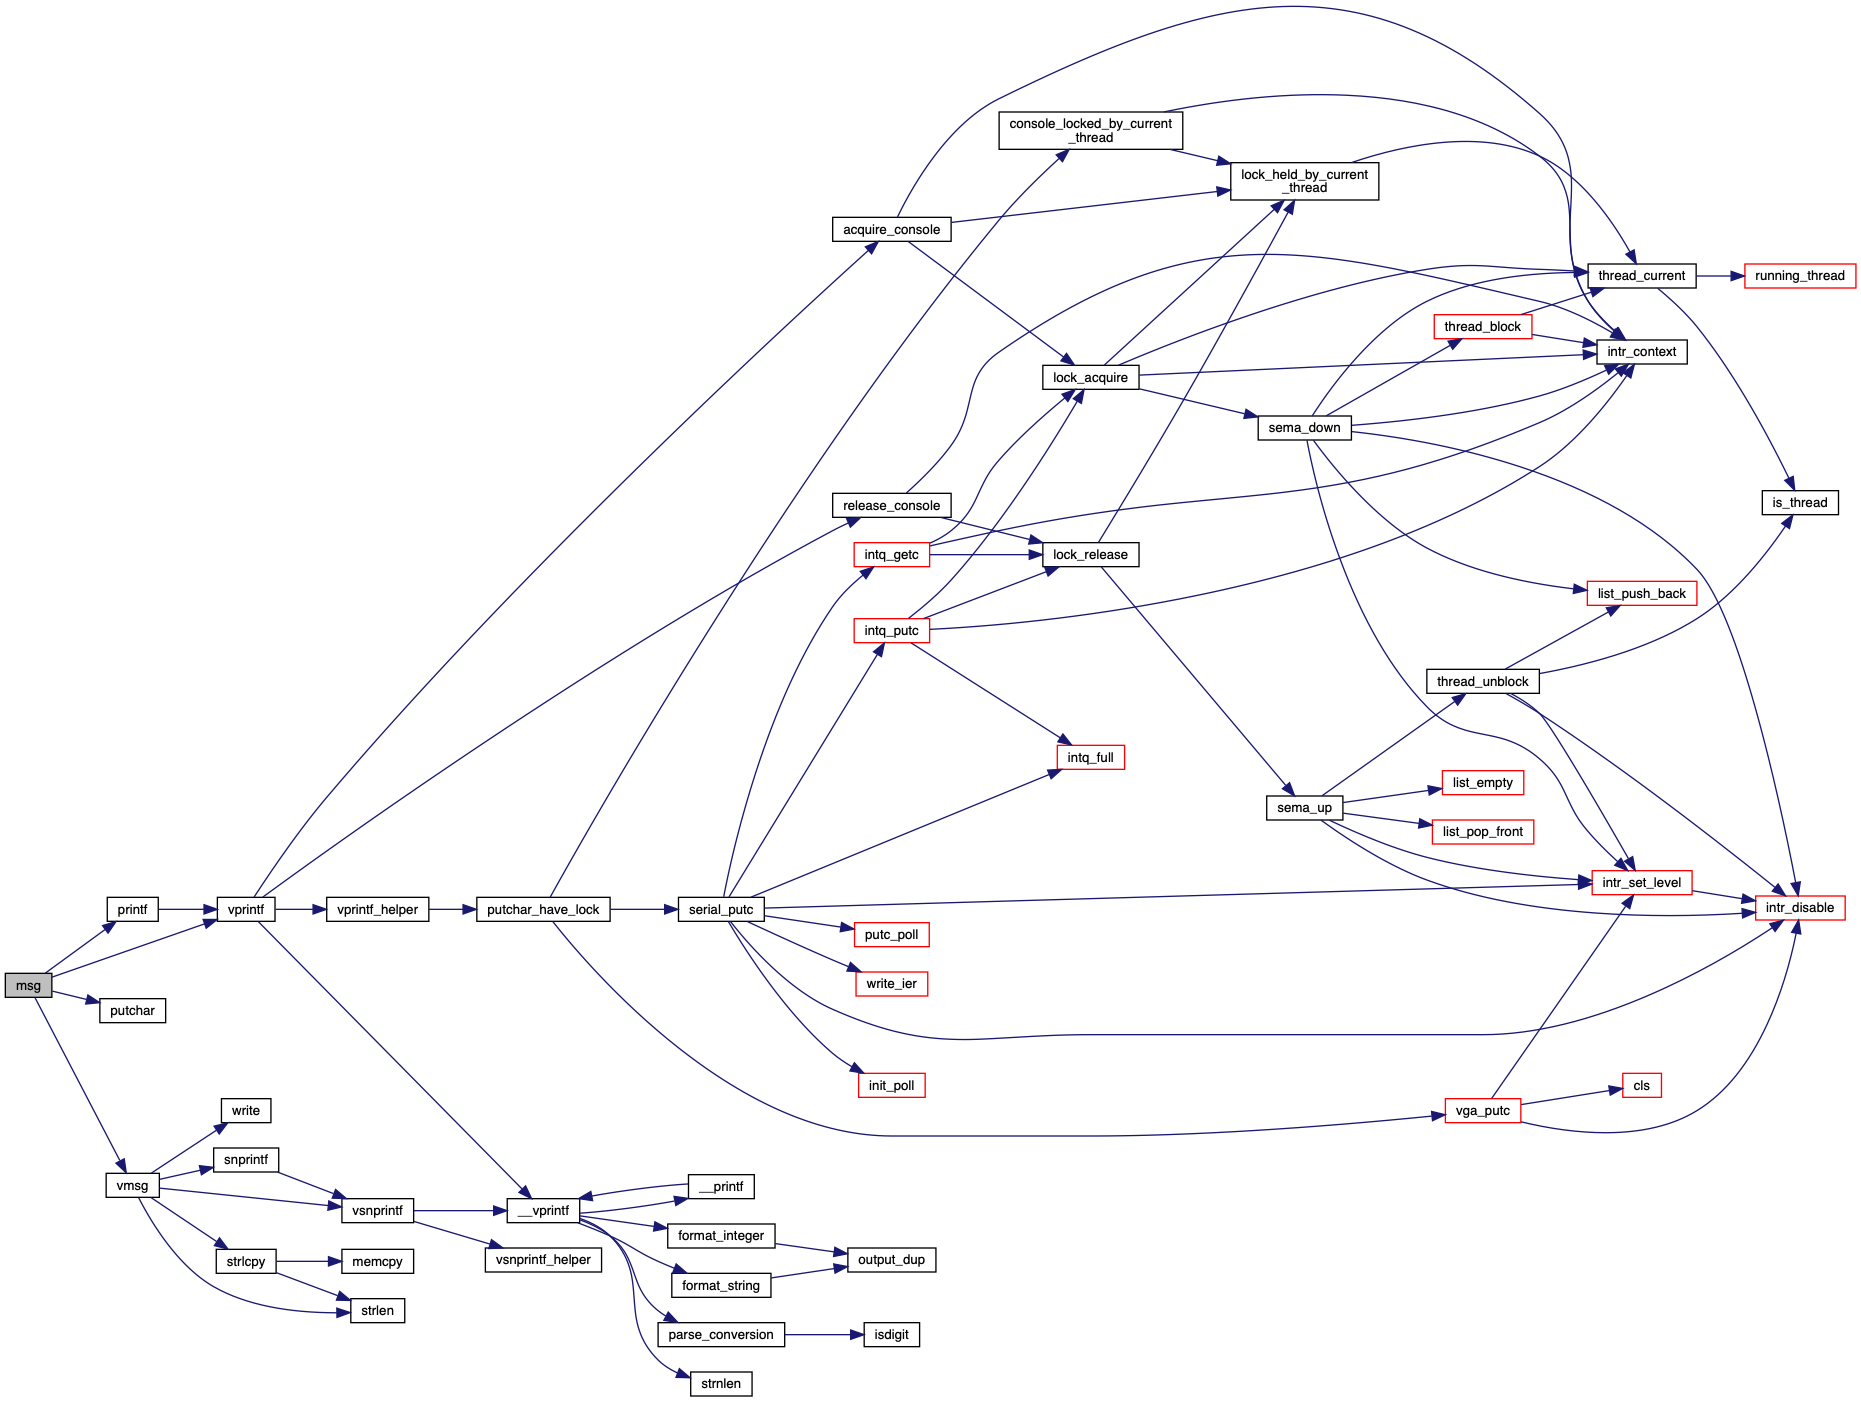 console_locked_by_current
_thread
lock_held_by_current
_thread
acquire_console
thread_current
running_thread
thread_block
intr_context
lock_acquire
sema_down
is_thread
release_console
intq_getc
lock_release
list_push_back
intq_putc
thread_unblock
intq_full
list_empty
sema_up
list_pop_front
intr_set_level
intr_disable
printf
vprintf
vprintf_helper
putchar_have_lock
serial_putc
putc_poll
write_ier
msg
putchar
init_poll
cls
write
vga_putc
snprintf
vmsg
__printf
vsnprintf
__vprintf
format_integer
strlcpy
memcpy
vsnprintf_helper
output_dup
format_string
strlen
parse_conversion
isdigit
strnlen